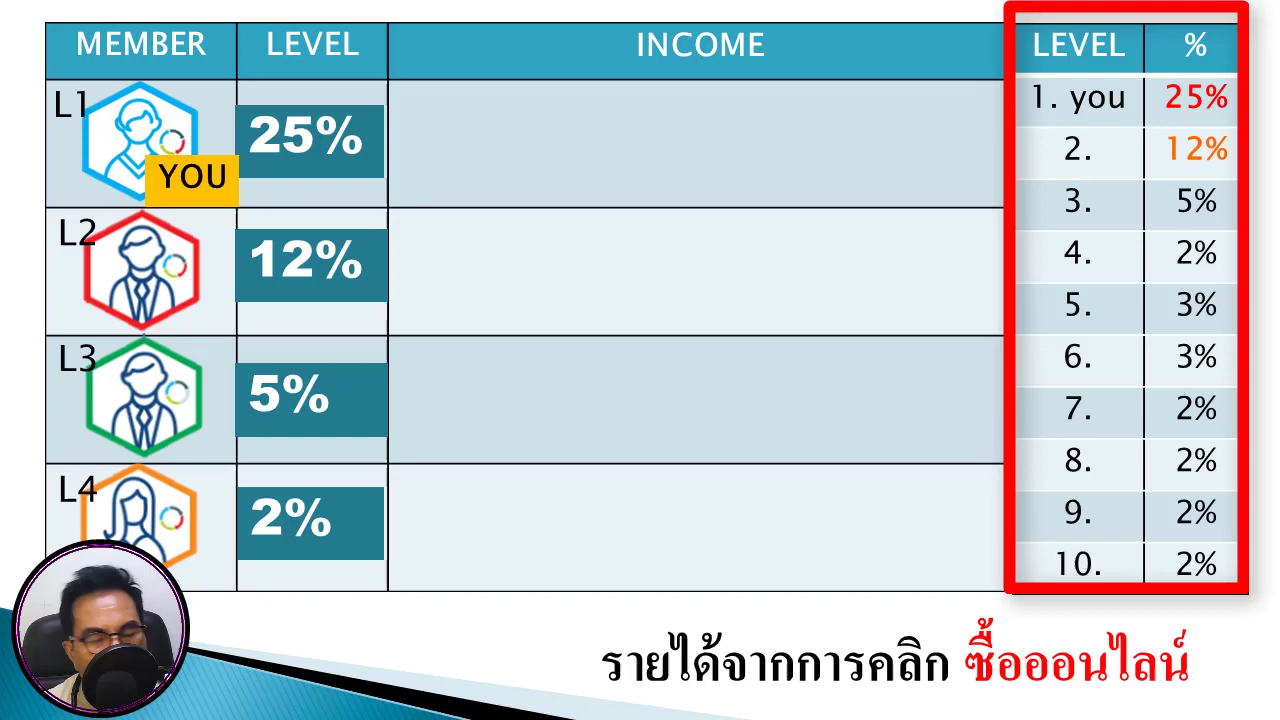 MEMBER LEVEL INCOME LEVEL %
L1 YOU 25%
L2 12%
L3 5%
L4 2%
1. you 25%
2. 12%
3. 5%
4. 2%
5. 3%
6. 3%
7. 2%
8. 2%
9. 2%
10. 2%
รายได้จากการคลิก ซื้อออนไลน์